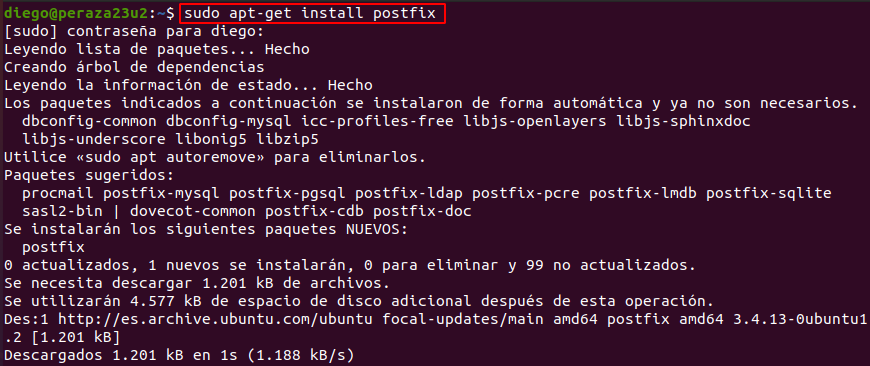 diego@peraza23u2:~$ sudo apt-get install postfix
[sudo] contraseña para diego:
Leyendo lista de paquetes... Hecho
Creando árbol de dependencias
Leyendo la información de estado... Hecho
Los paquetes indicados a continuación se instalaron de forma automática y ya no son necesarios.
  dbconfig-common dbconfig-mysql icc-profiles-free libjs-openlayers libjs-sphinxdoc
  libjs-underscore libonig5 libzip5
Utilice «sudo apt autoremove» para eliminarlos.
Paquetes sugeridos:
  procmail postfix-mysql postfix-pgsql postfix-ldap postfix-pcre postfix-lmdb postfix-sqlite
  sasl2-bin | dovecot-common postfix-cdb postfix-doc
Se instalarán los siguientes paquetes NUEVOS:
  postfix
0 actualizados, 1 nuevos se instalarán, 0 para eliminar y 99 no actualizados.
Se necesita descargar 1.201 kB de archivos.
Se utilizarán 4.577 kB de espacio de disco adicional después de esta operación.
Des:1 http://es.archive.ubuntu.com/ubuntu focal-updates/main amd64 postfix amd64 3.4.13-0ubuntu1
.2 [1.201 kB]
Descargados 1.201 kB en 1s (1.188 kB/s)